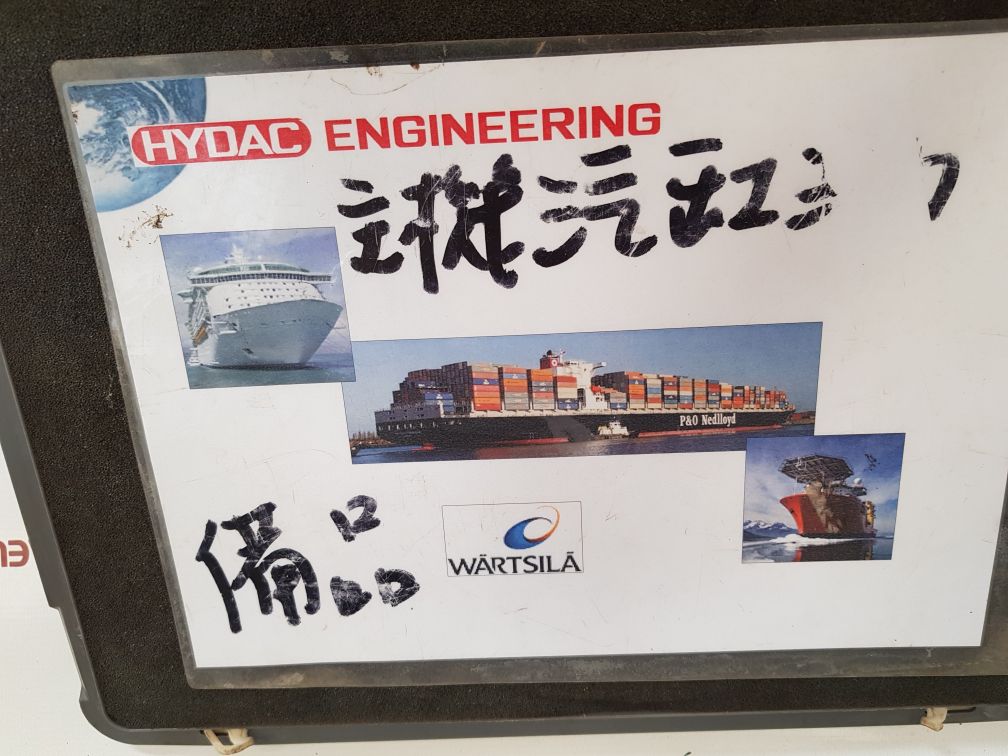 HYDAC ENGINEERING
主機汽缸
P&O Nedlloyd
備品
WÄRTSILÄ